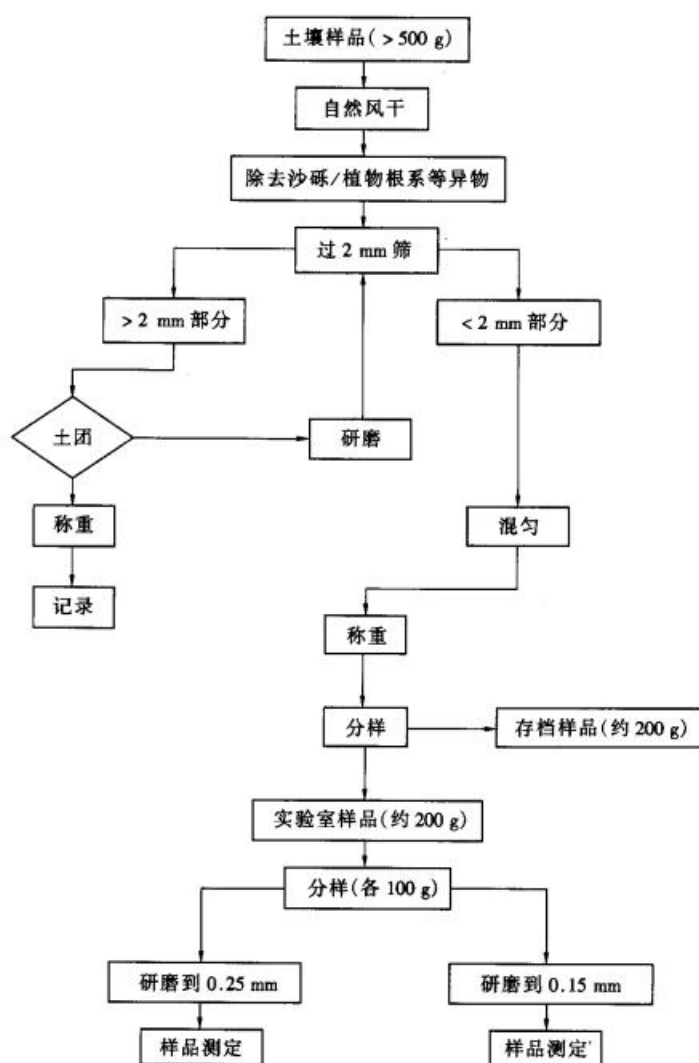 土壤样品(>500 g)
自然风干
除去沙砾/植物根系等异物
过 2 mm 筛
>2 mm 部分
<2 mm 部分
土团
研磨
称重
混匀
记录
称重
分样
存档样品(约 200 g)
实验室样品(约 200 g)
分样(各 100 g)
研磨到 0.25 mm
研磨到 0.15 mm
样品测定
样品测定